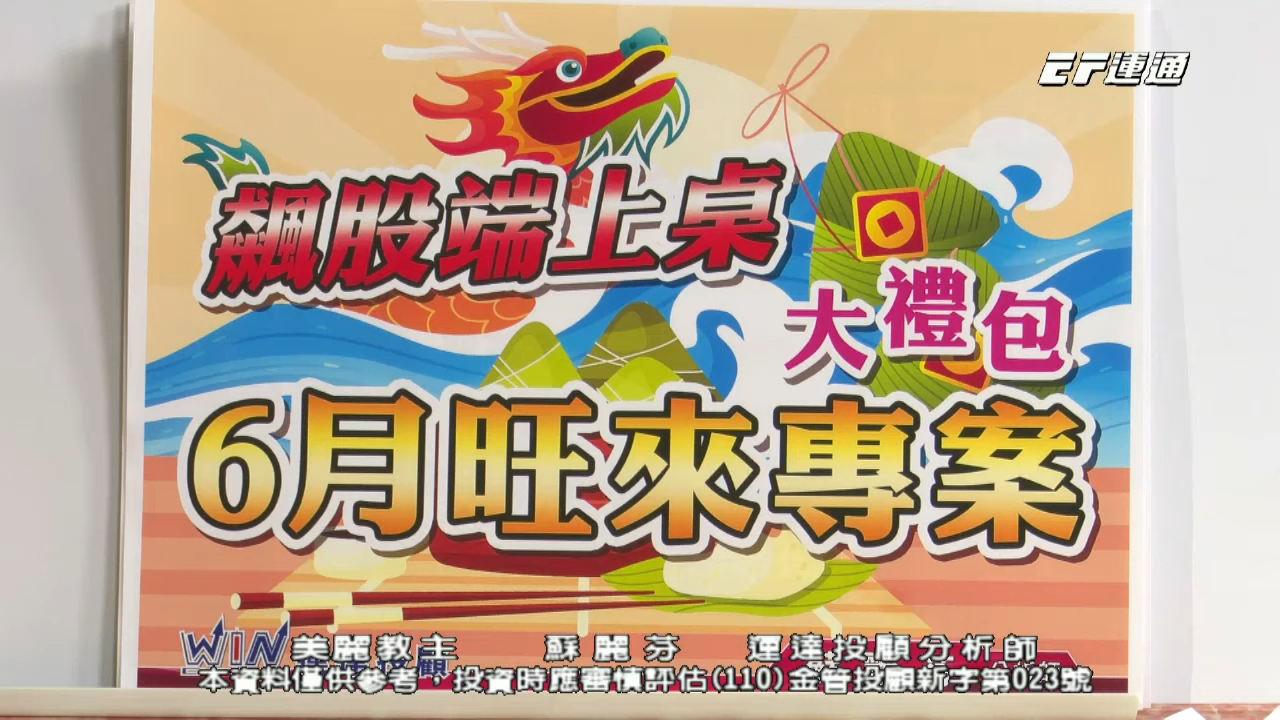 EF運通
飆股端上桌
大禮包
6月旺來專案
WIN
美麗教主 蘇麗芬 運達投顧分析師
本資料僅供參考，投資時應審慎評估(110)金管投顧新字第023號